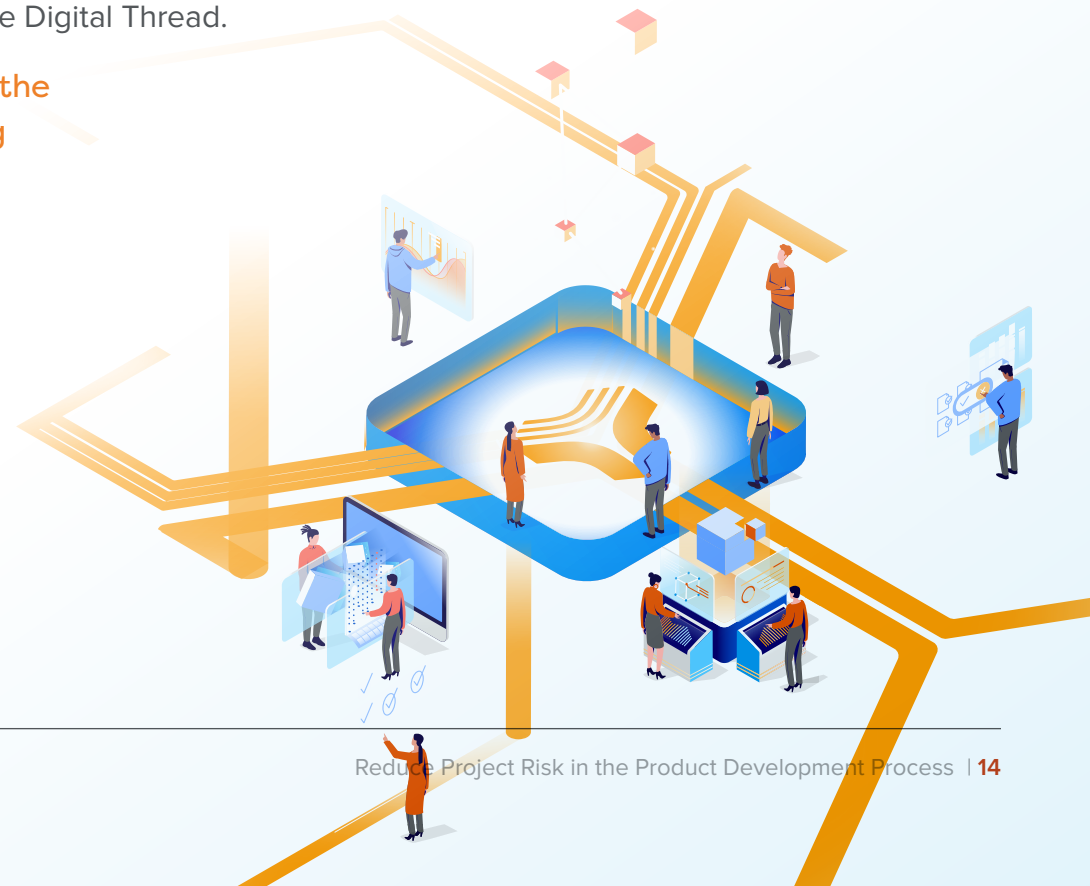 e Digital Thread.
the
g
Reduce Project Risk in the Product Development Process | 14